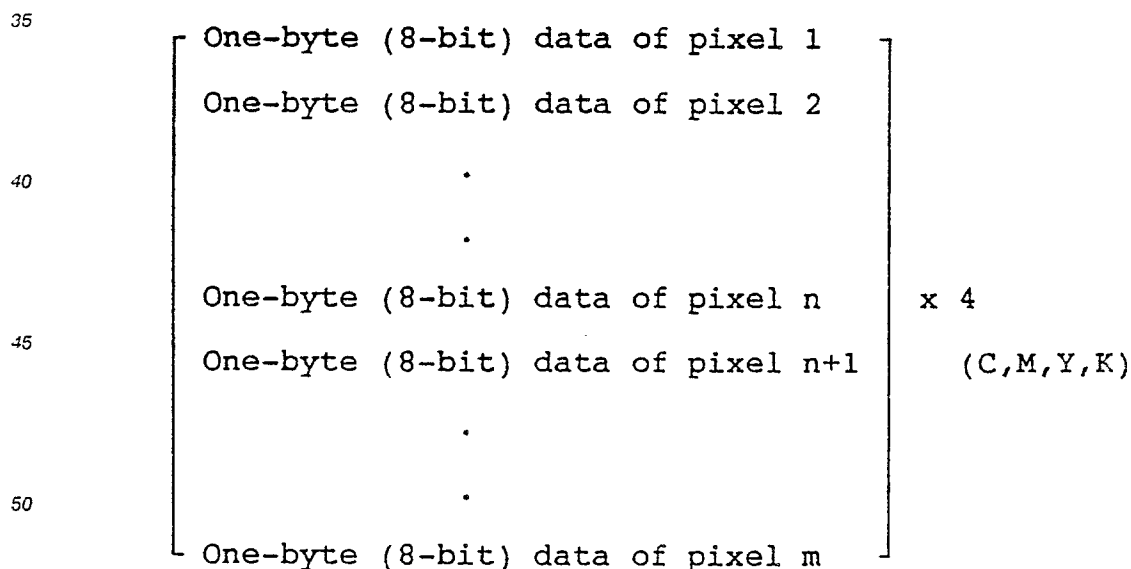 35
One-byte (8-bit) data of pixel 1
One-byte (8-bit) data of pixel 2
.
40
.
One-byte (8-bit) data of pixel n x 4
45
One-byte (8-bit) data of pixel n+1 (C,M,Y,K)
.
50
.
One-byte (8-bit) data of pixel m